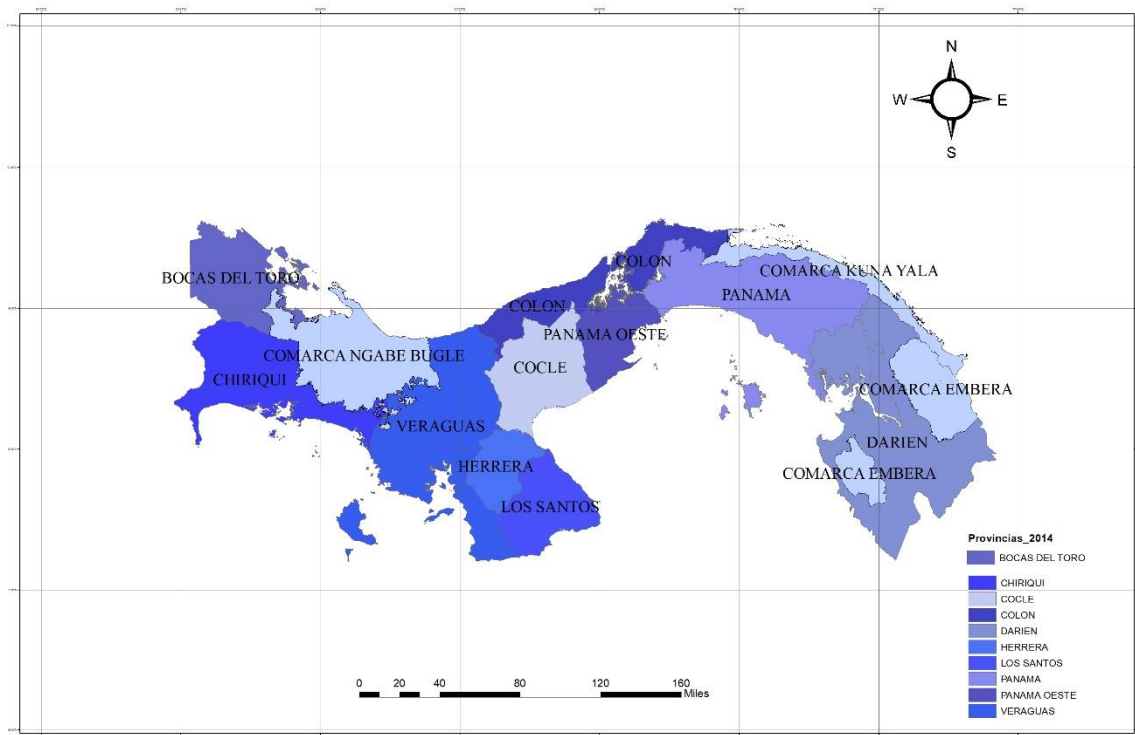 N
W E
S
BOCAS DEL TORO
COLON
COMARCA KUNA YALA
PANAMA
COLON
PANAMA OESTE
COMARCA NGABE BUGLE
COCLE
CHIRIQUI
COMARCA EMBERA
VERAGUAS
DARIEN
HERRERA
COMARCA EMBERA
LOS SANTOS
Provincias_2014
BOCAS DEL TORO
CHIRIQUI
COCLE
COLON
DARIEN
HERRERA
LOS SANTOS
PANAMA
PANAMA OESTE
VERAGUAS
0 20 40 80 120 160
Miles